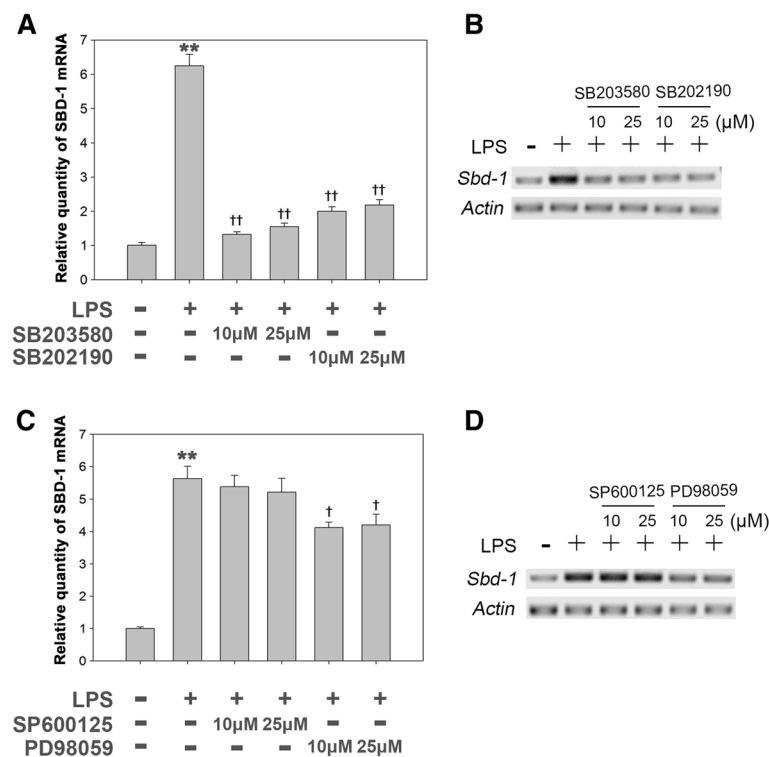 A
Relative quantity of SBD-1 mRNA
7
6
5
4
3
2
1
0
**
††
††
††
††
LPS - + + + + +
SB203580 - - 10µM 25µM - -
SB202190 - - - - 10µM 25µM
B
SB203580 SB202190
10 25 10 25 (µM)
LPS - + + + + +
Sbd-1
Actin
C
Relative quantity of SBD-1 mRNA
7
6
5
4
3
2
1
0
**
†
†
LPS - + + + + +
SP600125 - - 10µM 25µM - -
PD98059 - - - - 10µM 25µM
D
SP600125 PD98059
10 25 10 25 (µM)
LPS - + + + + +
Sbd-1
Actin